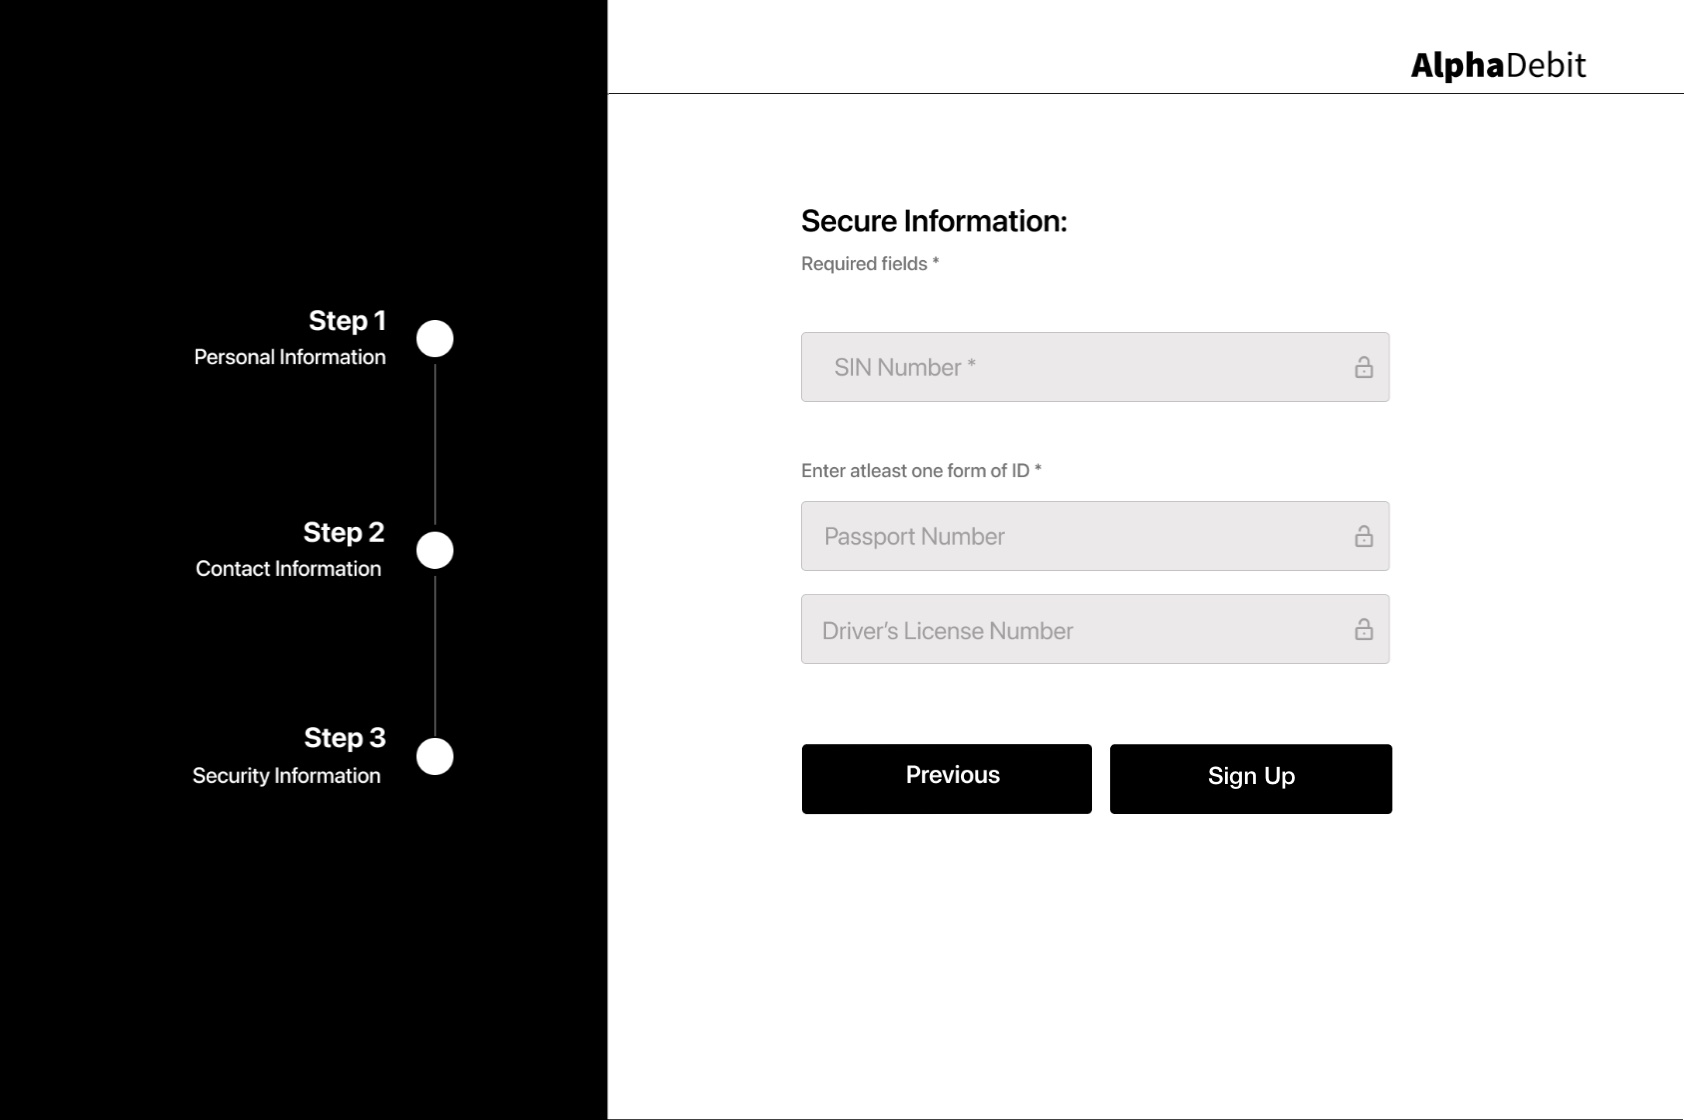 AlphaDebit
Step 1
Personal Information
Step 2
Contact Information
Step 3
Security Information
Secure Information:
Required fields *
SIN Number *
Enter atleast one form of ID *
Passport Number
Driver’s License Number
Previous
Sign Up